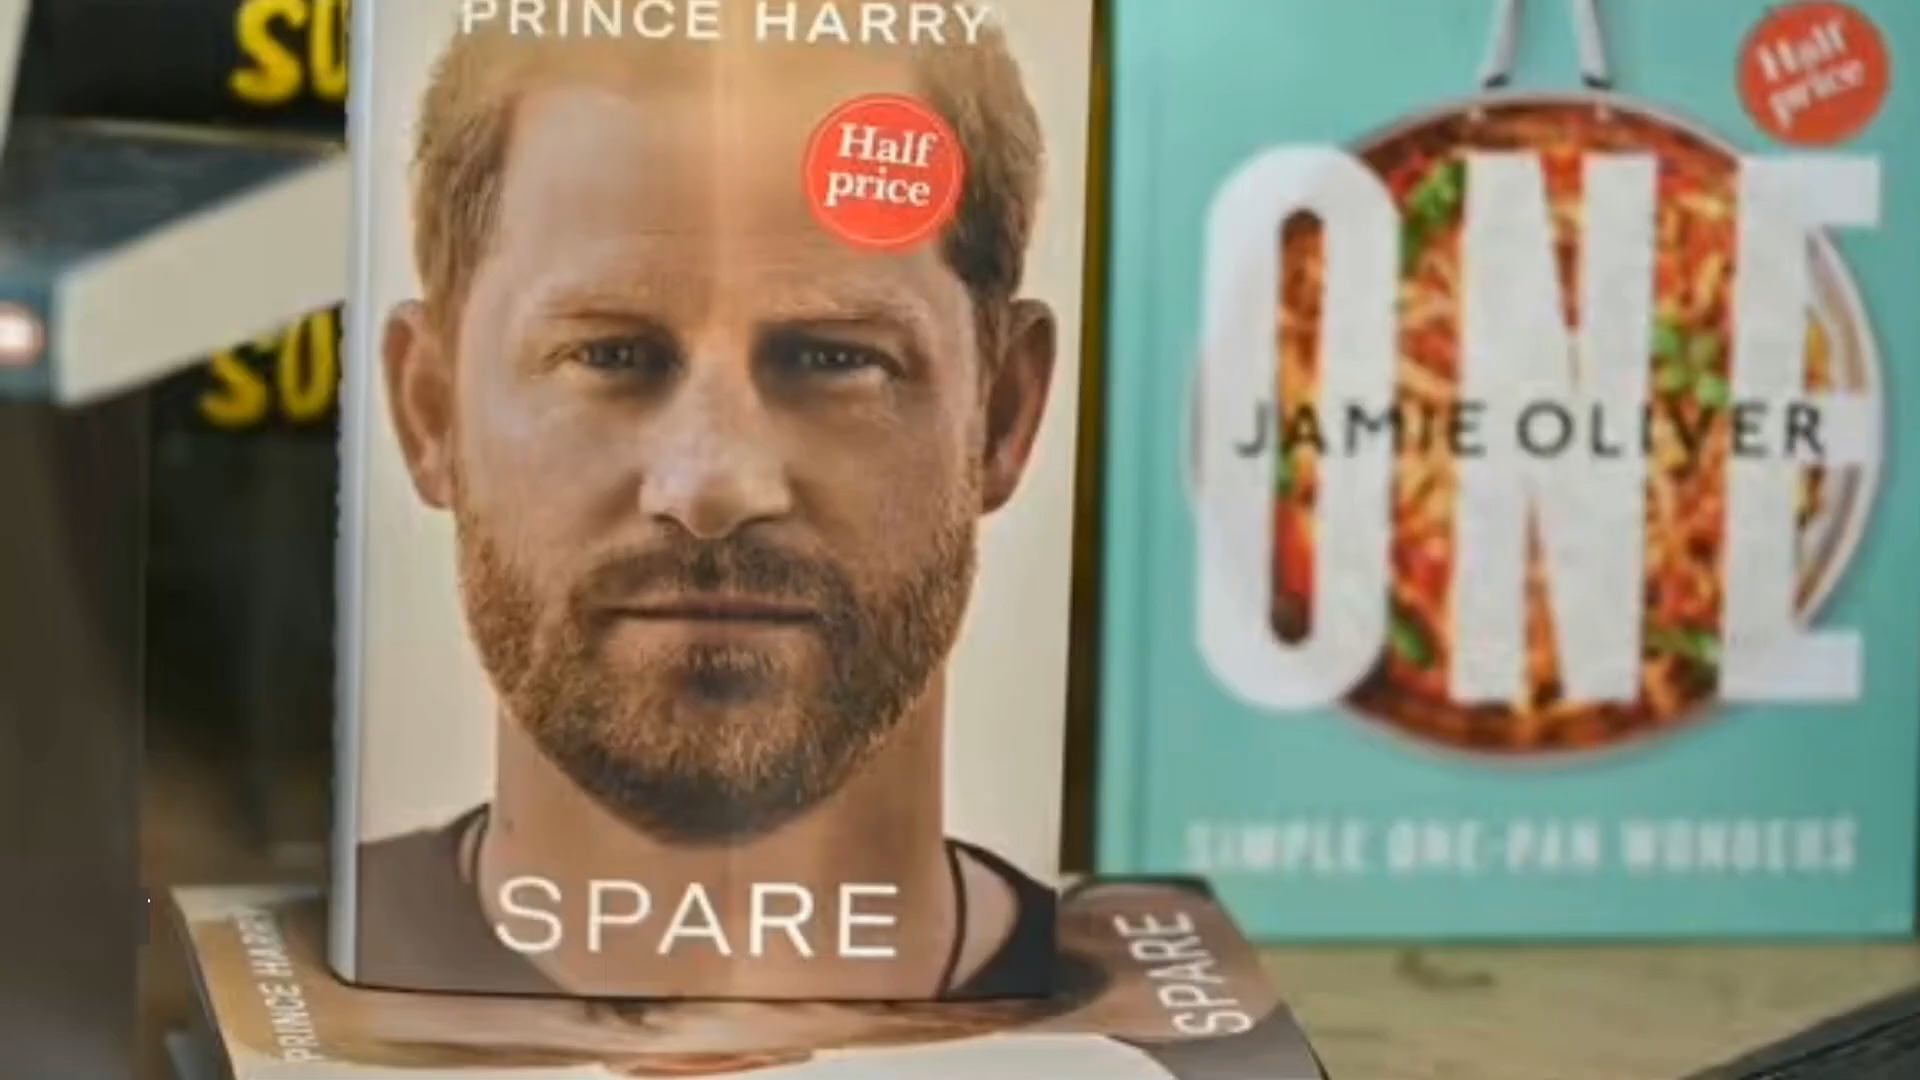 PRINCE HARRY
Half
price
SPARE
PRINCE HARRY
SPARE
Half
price
ONE
JAMIE OLIVER
SIMPLE ONE-PAN WONDERS